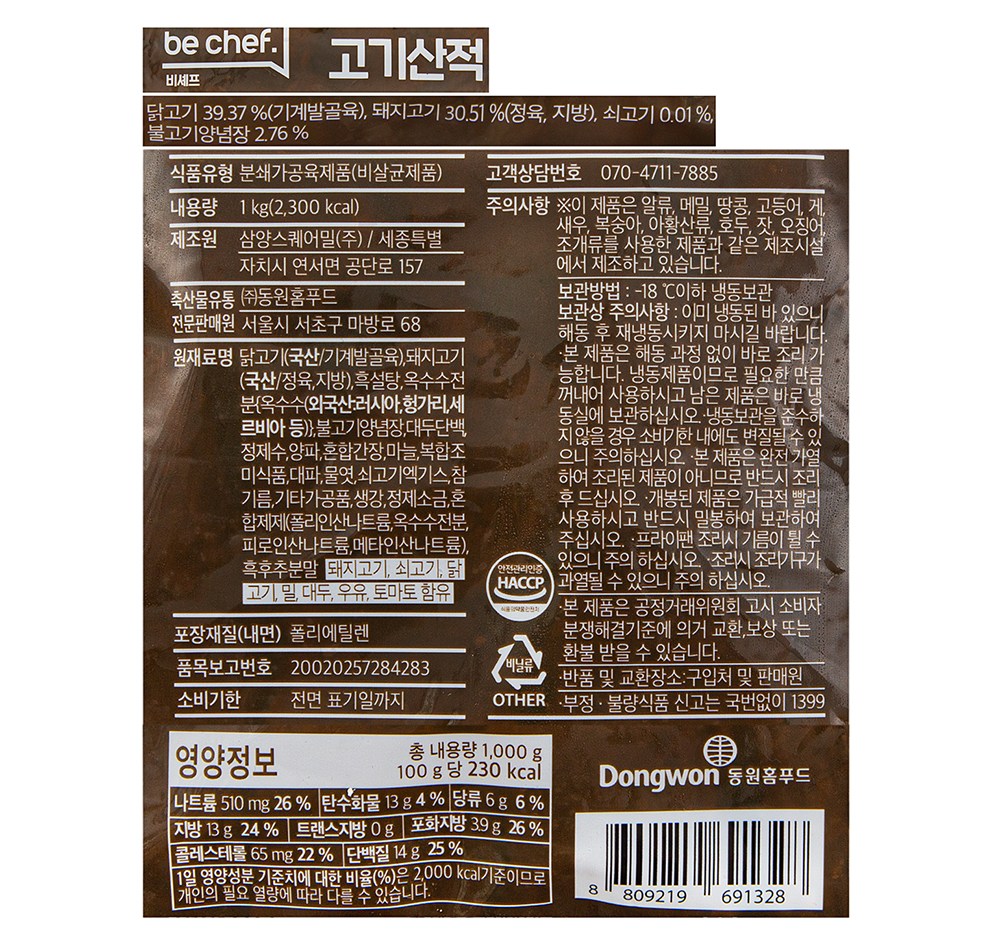 be chef.
비셰프
고기산적
닭고기 39.37 %(기계발골육), 돼지고기 30.51 %(정육, 지방), 쇠고기 0.01 %,
불고기양념장 2.76 %
식품유형 분쇄가공육제품(비살균제품)
내용량 1 kg(2,300 kcal)
제조원 삼양스퀘어밀(주) / 세종특별
자치시 연서면 공단로 157
축산물유통 ㈜동원홈푸드
전문판매원 서울시 서초구 마방로 68
원재료명 닭고기(국산/기계발골육),돼지고기
(국산/정육,지방),흑설탕,옥수수전
분{옥수수(외국산:러시아,헝가리,세
르비아 등)},불고기양념장,대두단백,
정제수,양파,혼합간장,마늘,복합조
미식품,대파,물엿,쇠고기엑기스,참
기름,기타가공품,생강,정제소금,혼
합제제(폴리인산나트륨,옥수수전분,
피로인산나트륨,메타인산나트륨),
흑후추분말 돼지고기, 쇠고기, 닭
고기, 밀, 대두, 우유, 토마토 함유
포장재질(내면) 폴리에틸렌
품목보고번호 20020257284283
소비기한 전면 표기일까지
고객상담번호 070-4711-7885
주의사항 ※이 제품은 알류, 메밀, 땅콩, 고등어, 게,
새우, 복숭아, 아황산류, 호두, 잣, 오징어,
조개류를 사용한 제품과 같은 제조시설
에서 제조하고 있습니다.
보관방법 : -18 ℃이하 냉동보관
보관상 주의사항 : 이미 냉동된 바 있으니
해동 후 재냉동시키지 마시길 바랍니다.
·본 제품은 해동 과정 없이 바로 조리 가
능합니다. 냉동제품이므로 필요한 만큼
꺼내어 사용하시고 남은 제품은 바로 냉
동실에 보관하십시오 ·냉동보관을 준수하
지 않을 경우 소비기한 내에도 변질될 수 있
으니 주의하십시오. ·본 제품은 완전 가열
하여 조리된 제품이 아니므로 반드시 조리
후 드십시오 ·개봉된 제품은 가급적 빨리
사용하시고 반드시 밀봉하여 보관하여
주십시오. ·프라이팬 조리시 기름이 튈 수
있으니 주의 하십시오. ·조리시 조리기구가
과열될 수 있으니 주의 하십시오.
·본 제품은 공정거래위원회 고시 소비자
분쟁해결기준에 의거 교환,보상 또는
환불 받을 수 있습니다.
·반품 및 교환장소:구입처 및 판매원
·부정·불량식품 신고는 국번없이 1399
안전관리인증
HACCP
식품의약품안전처
비닐류
OTHER
영양정보
총 내용량 1,000 g
100 g 당 230 kcal
나트륨 510 mg 26 % 탄수화물 13 g 4 % 당류 6 g 6 %
지방 13 g 24 % 트랜스지방 0 g 포화지방 3.9 g 26 %
콜레스테롤 65 mg 22 % 단백질 14 g 25 %
1일 영양성분 기준치에 대한 비율(%)은 2,000 kcal기준이므로
개인의 필요 열량에 따라 다를 수 있습니다.
Dongwon 동원홈푸드
8 809219 691328